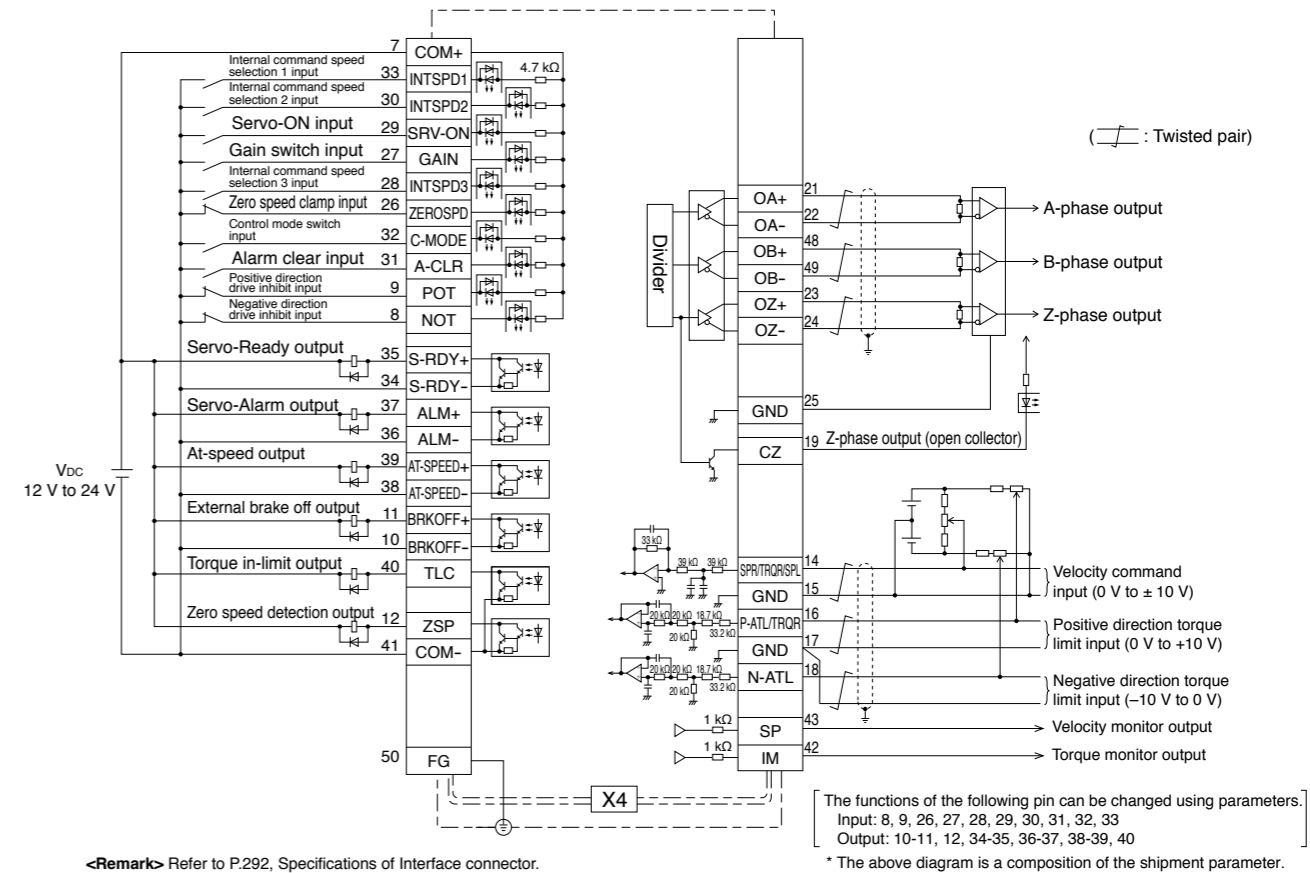 7 COM+
Internal command speed
selection 1 input
33 INTSPD1 4.7 kΩ
Internal command speed
selection 2 input
30 INTSPD2
Servo-ON input
29 SRV-ON
Gain switch input
27 GAIN
Internal command speed
selection 3 input
28 INTSPD3
Zero speed clamp input
26 ZEROSPD
Control mode switch
input
32 C-MODE
Alarm clear input
31 A-CLR
Positive direction
drive inhibit input
9 POT
Negative direction
drive inhibit input
8 NOT
Servo-Ready output
35 S-RDY+
34 S-RDY–
Servo-Alarm output
37 ALM+
36 ALM–
At-speed output
39 AT-SPEED+
38 AT-SPEED–
VDC
12 V to 24 V
External brake off output
11 BRKOFF+
10 BRKOFF–
Torque in-limit output
40 TLC
Zero speed detection output
12 ZSP
41 COM–
50 FG
X4
( : Twisted pair)
Divider
OA+ 21
OA– 22
A-phase output
OB+ 48
OB– 49
B-phase output
OZ+ 23
OZ– 24
Z-phase output
GND 25
CZ 19 Z-phase output (open collector)
33 kΩ
39 kΩ 39 kΩ
SPR/TRQR/SPL 14
GND 15
Velocity command
input (0 V to ± 10 V)
20 kΩ 20 kΩ 18.7 kΩ
20 kΩ 33.2 kΩ
P-ATL/TRQR 16
GND 17
Positive direction torque
limit input (0 V to +10 V)
20 kΩ 20 kΩ 18.7 kΩ
20 kΩ 33.2 kΩ
N-ATL 18
Negative direction torque
limit input (–10 V to 0 V)
1 kΩ
SP 43
Velocity monitor output
1 kΩ
IM 42
Torque monitor output
The functions of the following pin can be changed using parameters.
Input: 8, 9, 26, 27, 28, 29, 30, 31, 32, 33
Output: 10-11, 12, 34-35, 36-37, 38-39, 40
* The above diagram is a composition of the shipment parameter.
<Remark> Refer to P.292, Specifications of Interface connector.